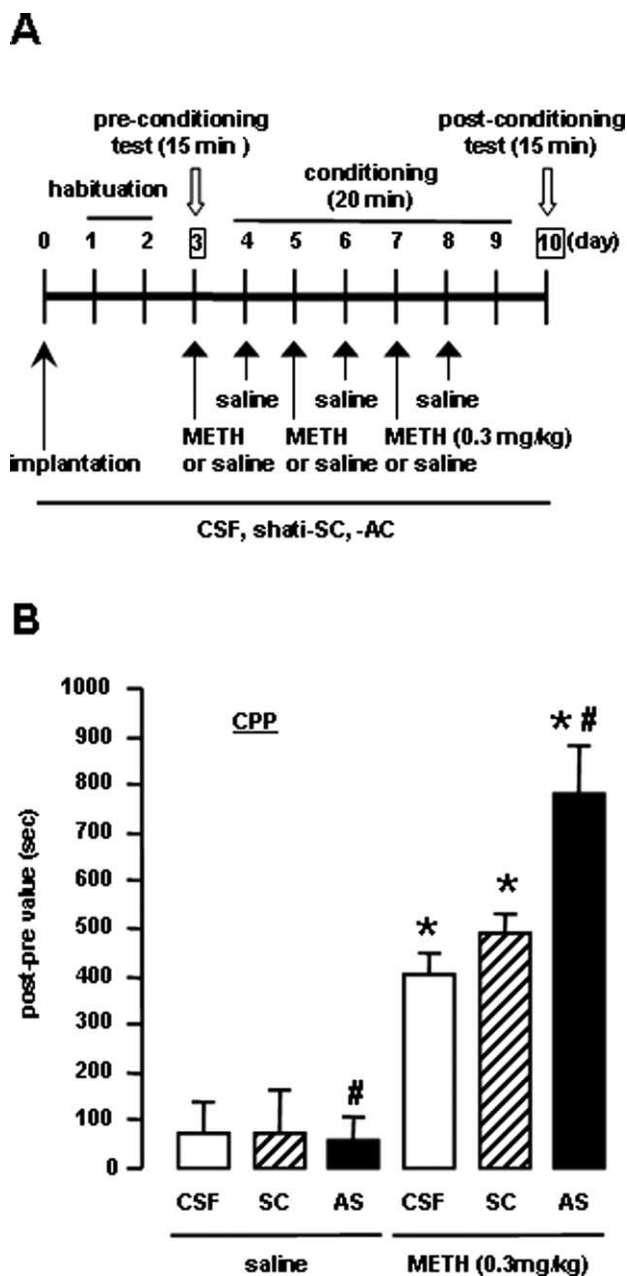 A
pre-conditioning post-conditioning
test (15 min ) test (15 min)
habituation conditioning
(20 min)
0 1 2 3 4 5 6 7 8 9 10 (day)
saline saline saline
METH METH METH (0.3 mg/kg)
implantation or saline or saline or saline
CSF, shati-SC, -AC
B
1000
CPP
* #
900
800
700
600
*
500
*
400
300
200
#
100
0
post-pre value (sec)
CSF SC AS CSF SC AS
saline METH (0.3mg/kg)